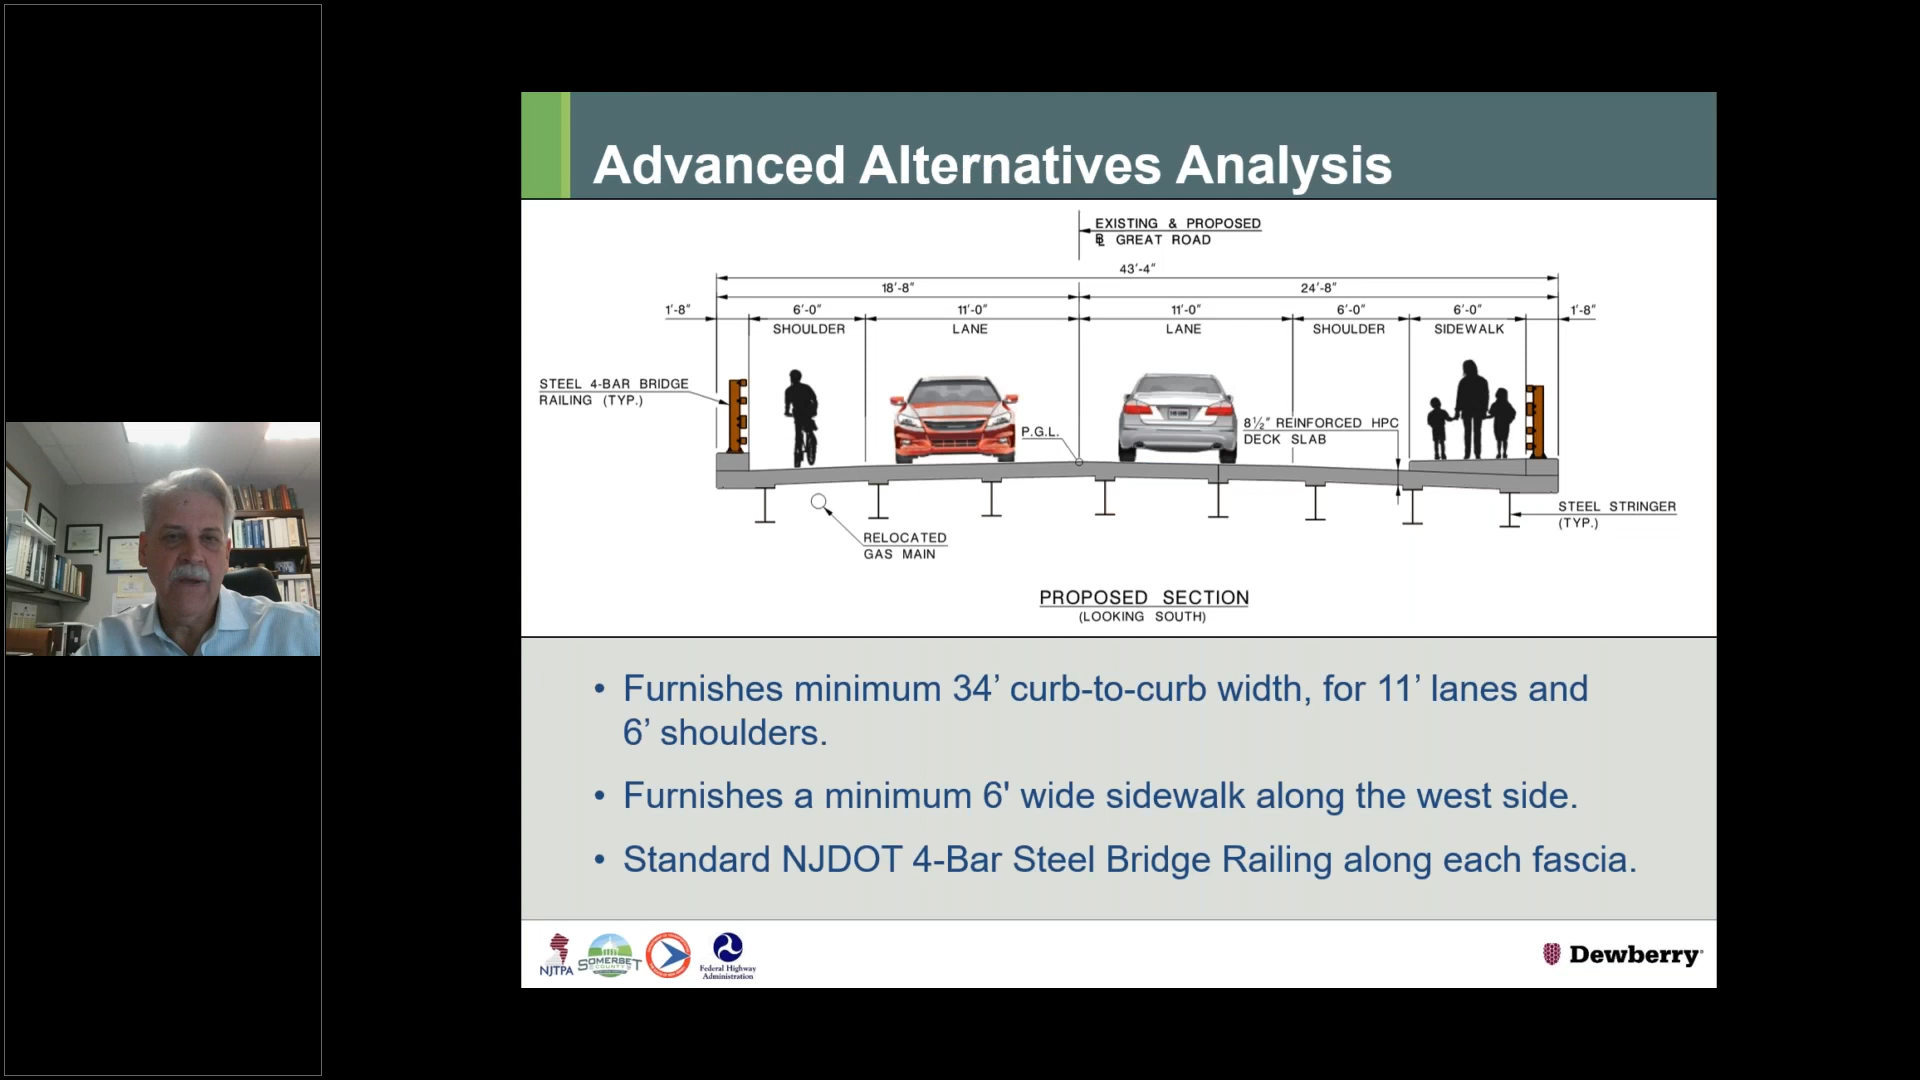 Advanced Alternatives Analysis
EXISTING & PROPOSED
BL GREAT ROAD
43'-4"
18'-8"
24'-8"
1'-8"
6'-0"
11'-0"
11'-0"
6'-0"
6'-0"
1'-8"
SHOULDER
LANE
LANE
SHOULDER
SIDEWALK
STEEL 4-BAR BRIDGE
RAILING (TYP.)
P.G.L.
8½" REINFORCED HPC
DECK SLAB
STEEL STRINGER
(TYP.)
RELOCATED
GAS MAIN
PROPOSED SECTION
(LOOKING SOUTH)
• Furnishes minimum 34’ curb-to-curb width, for 11’ lanes and
6’ shoulders.
• Furnishes a minimum 6' wide sidewalk along the west side.
• Standard NJDOT 4-Bar Steel Bridge Railing along each fascia.
NJTPA
SOMERSET
COUNTY
Federal Highway
Administration
Dewberry